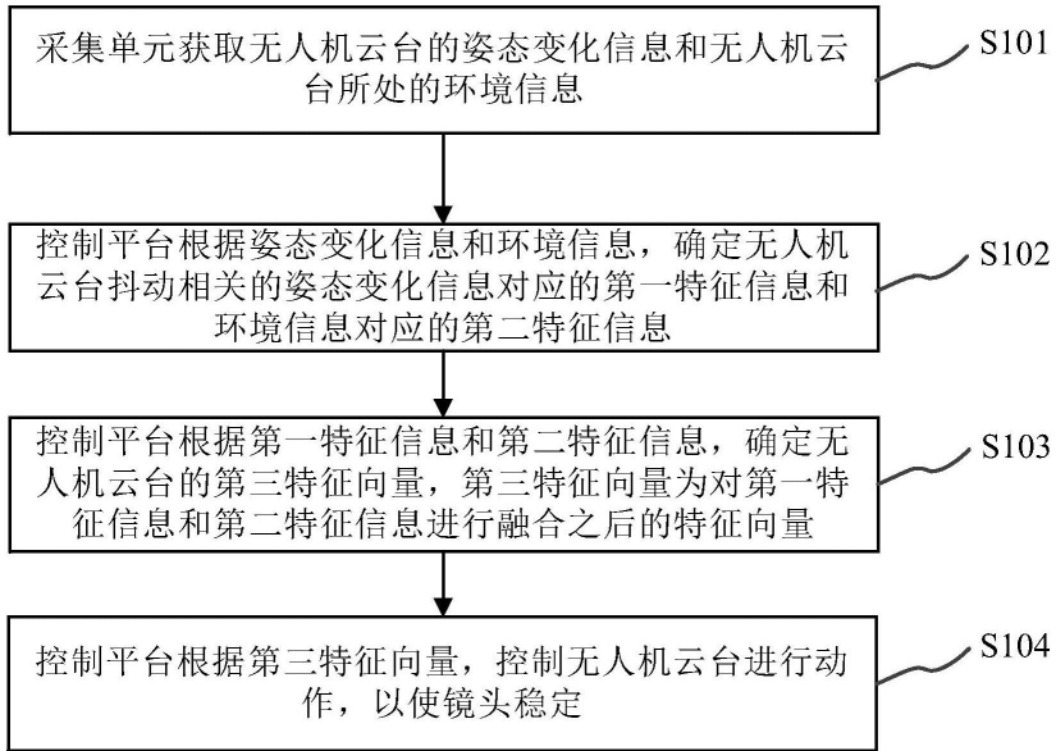 采集单元获取无人机云台的姿态变化信息和无人机云
台所处的环境信息
S101
控制平台根据姿态变化信息和环境信息，确定无人机
云台抖动相关的姿态变化信息对应的第一特征信息和
环境信息对应的第二特征信息
S102
控制平台根据第一特征信息和第二特征信息，确定无
人机云台的第三特征向量，第三特征向量为对第一特
征信息和第二特征信息进行融合之后的特征向量
S103
控制平台根据第三特征向量，控制无人机云台进行动
作，以使镜头稳定
S104